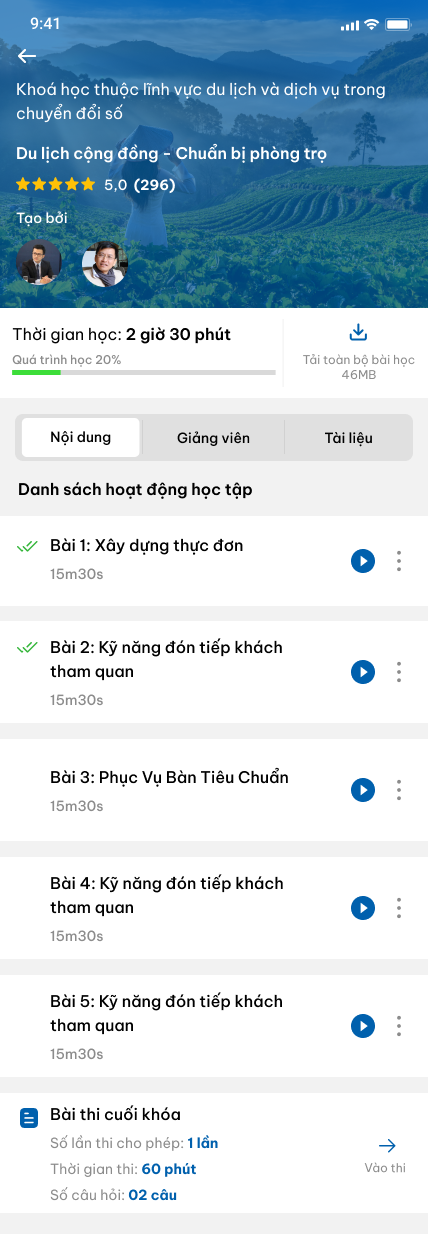 9:41
Khoá học thuộc lĩnh vực du lịch và dịch vụ trong
chuyển đổi số
Du lịch cộng đồng - Chuẩn bị phòng trọ
5,0 (296)
Tạo bởi
Thời gian học: 2 giờ 30 phút
Quá trình học 20%
Tải toàn bộ bài học
46MB
Nội dung
Giảng viên
Tài liệu
Danh sách hoạt động học tập
Bài 1: Xây dựng thực đơn
15m30s
Bài 2: Kỹ năng đón tiếp khách
tham quan
15m30s
Bài 3: Phục Vụ Bàn Tiêu Chuẩn
15m30s
Bài 4: Kỹ năng đón tiếp khách
tham quan
15m30s
Bài 5: Kỹ năng đón tiếp khách
tham quan
15m30s
Bài thi cuối khóa
Số lần thi cho phép: 1 lần
Thời gian thi: 60 phút
Số câu hỏi: 02 câu
Vào thi